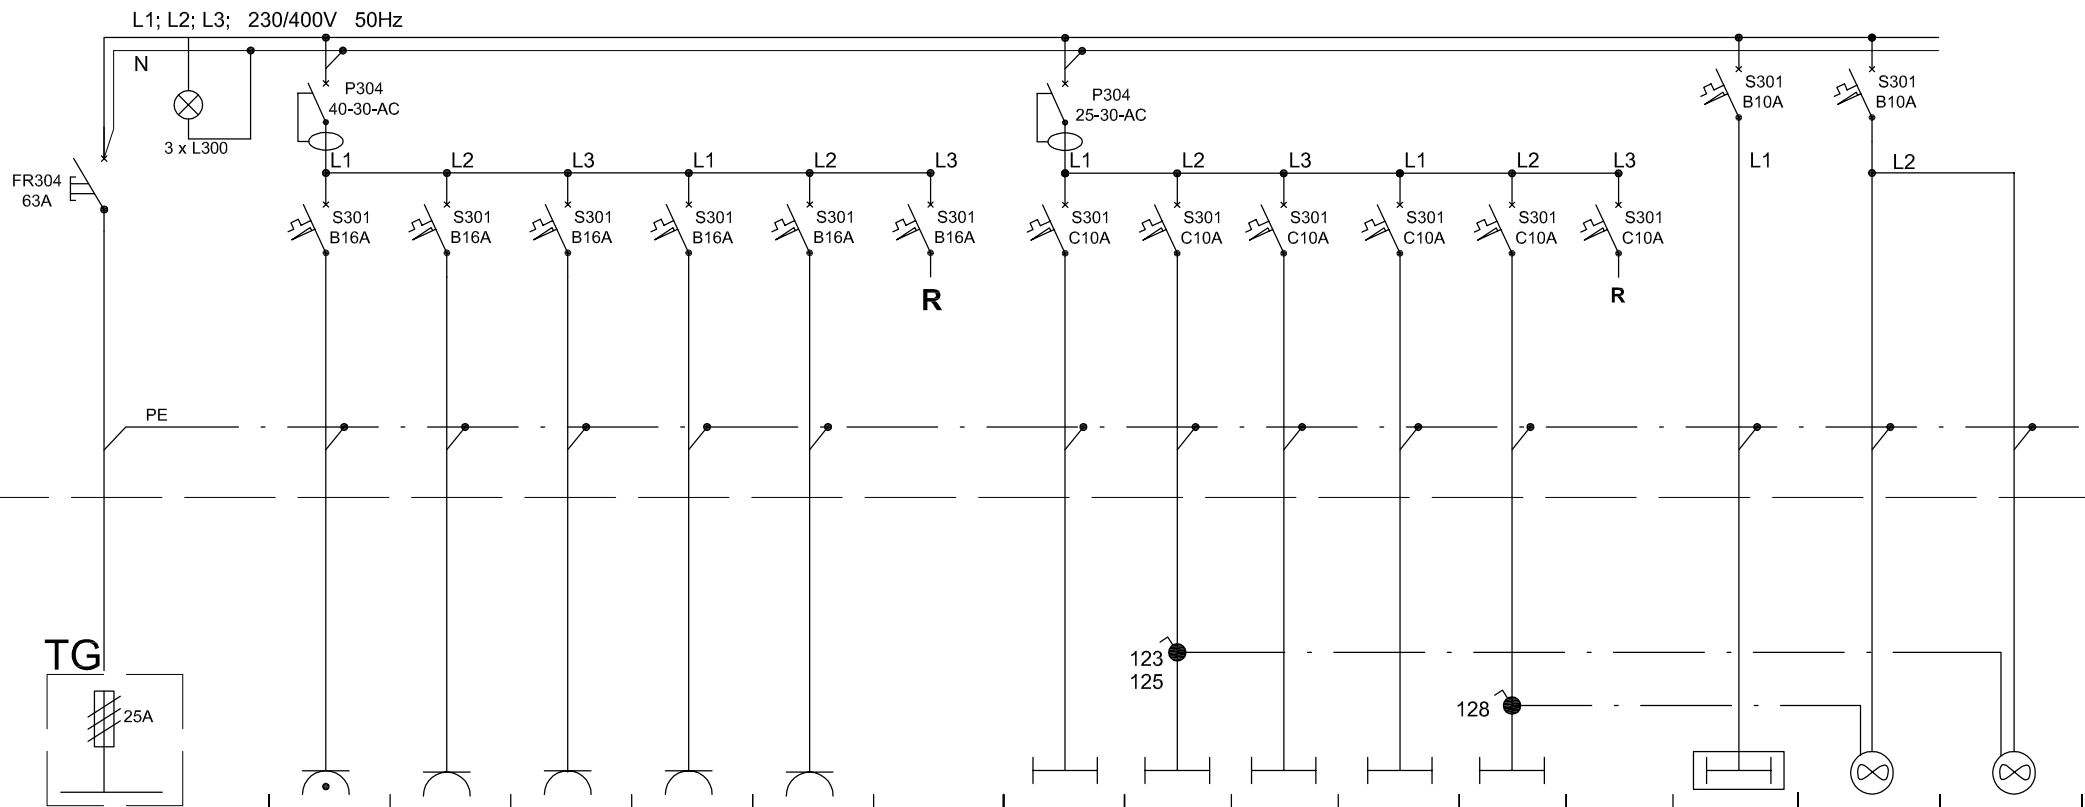 L1; L2; L3; 230/400V 50Hz
N
3 x L300
FR304
63A
P304
40-30-AC
P304
25-30-AC
S301
B10A
S301
B10A
L1
L2
L3
L1
L2
L3
L1
L2
L3
L1
L2
L3
L1
L2
S301
B16A
S301
B16A
S301
B16A
S301
B16A
S301
B16A
S301
B16A
S301
C10A
S301
C10A
S301
C10A
S301
C10A
S301
C10A
S301
C10A
R
R
PE
TG
25A
123
125
128